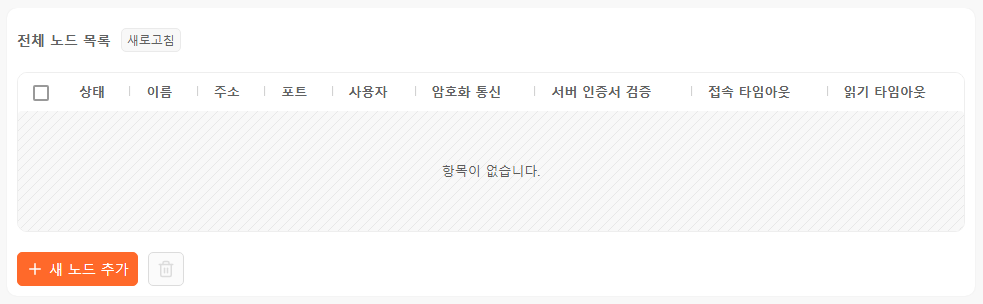 전체 노드 목록 새로고침
상태 이름 주소 포트 사용자 암호화 통신 서버 인증서 검증 접속 타임아웃 읽기 타임아웃
항목이 없습니다.
새 노드 추가